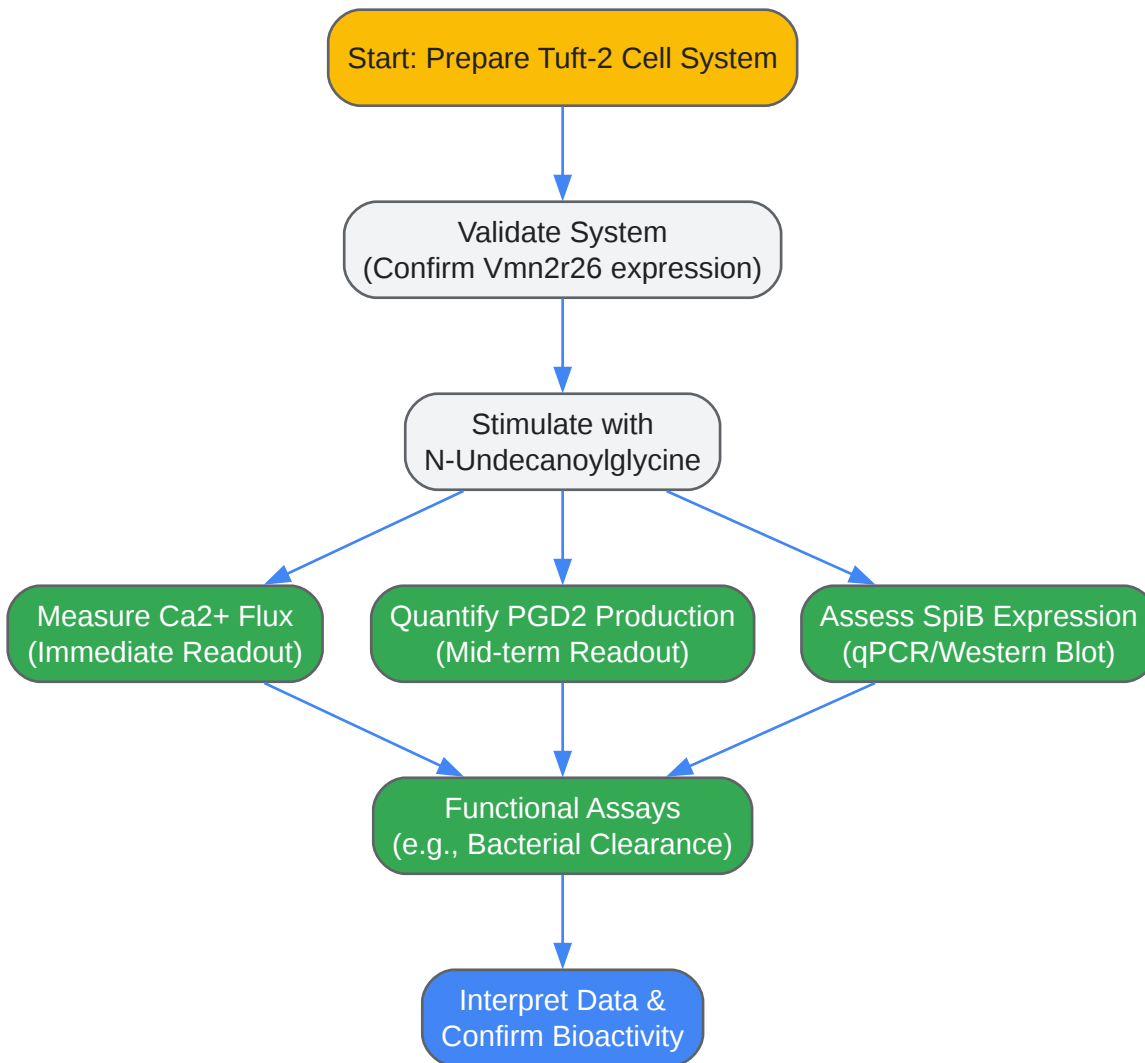 Start: Prepare Tuft-2 Cell System
Validate System
(Confirm Vmn2r26 expression)
Stimulate with
N-Undecanoylglycine
Measure Ca2+ Flux
(Immediate Readout)
Quantify PGD2 Production
(Mid-term Readout)
Assess SpiB Expression
(qPCR/Western Blot)
Functional Assays
(e.g., Bacterial Clearance)
Interpret Data &
Confirm Bioactivity